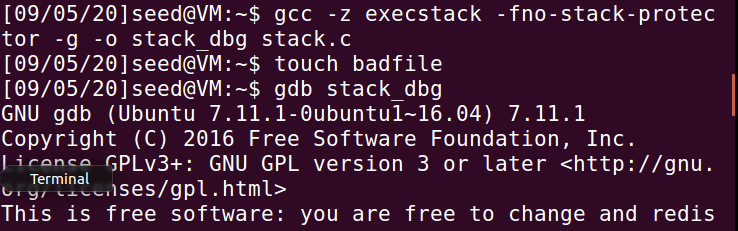 [09/05/20]seed@VM:~$ gcc -z execstack -fno-stack-protec
tor -g -o stack_dbg stack.c
[09/05/20]seed@VM:~$ touch badfile
[09/05/20]seed@VM:~$ gdb stack_dbg
GNU gdb (Ubuntu 7.11.1-0ubuntu1~16.04) 7.11.1
Copyright (C) 2016 Free Software Foundation, Inc.
License GPLv3+: GNU GPL version 3 or later <http://gnu.
Terminal
org/licenses/gpl.html>
This is free software: you are free to change and redis